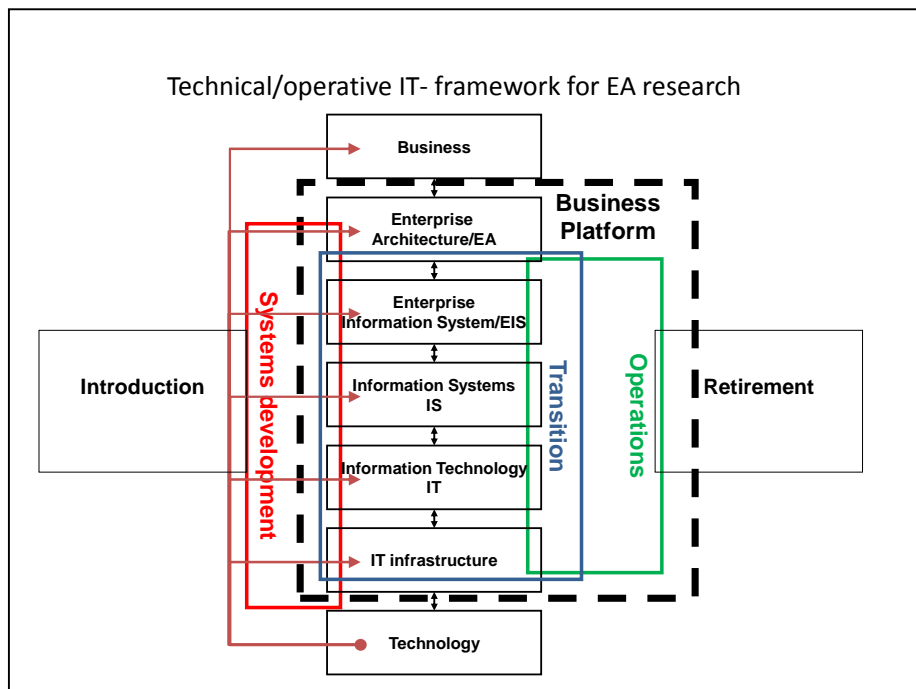 Technical/operative IT- framework for EA research
Business
Business
Platform
Enterprise
Architecture/EA
Enterprise
Information System/EIS
Systems development
Introduction
Information Systems
IS
Transition
Operations
Retirement
Information Technology
IT
IT infrastructure
Technology